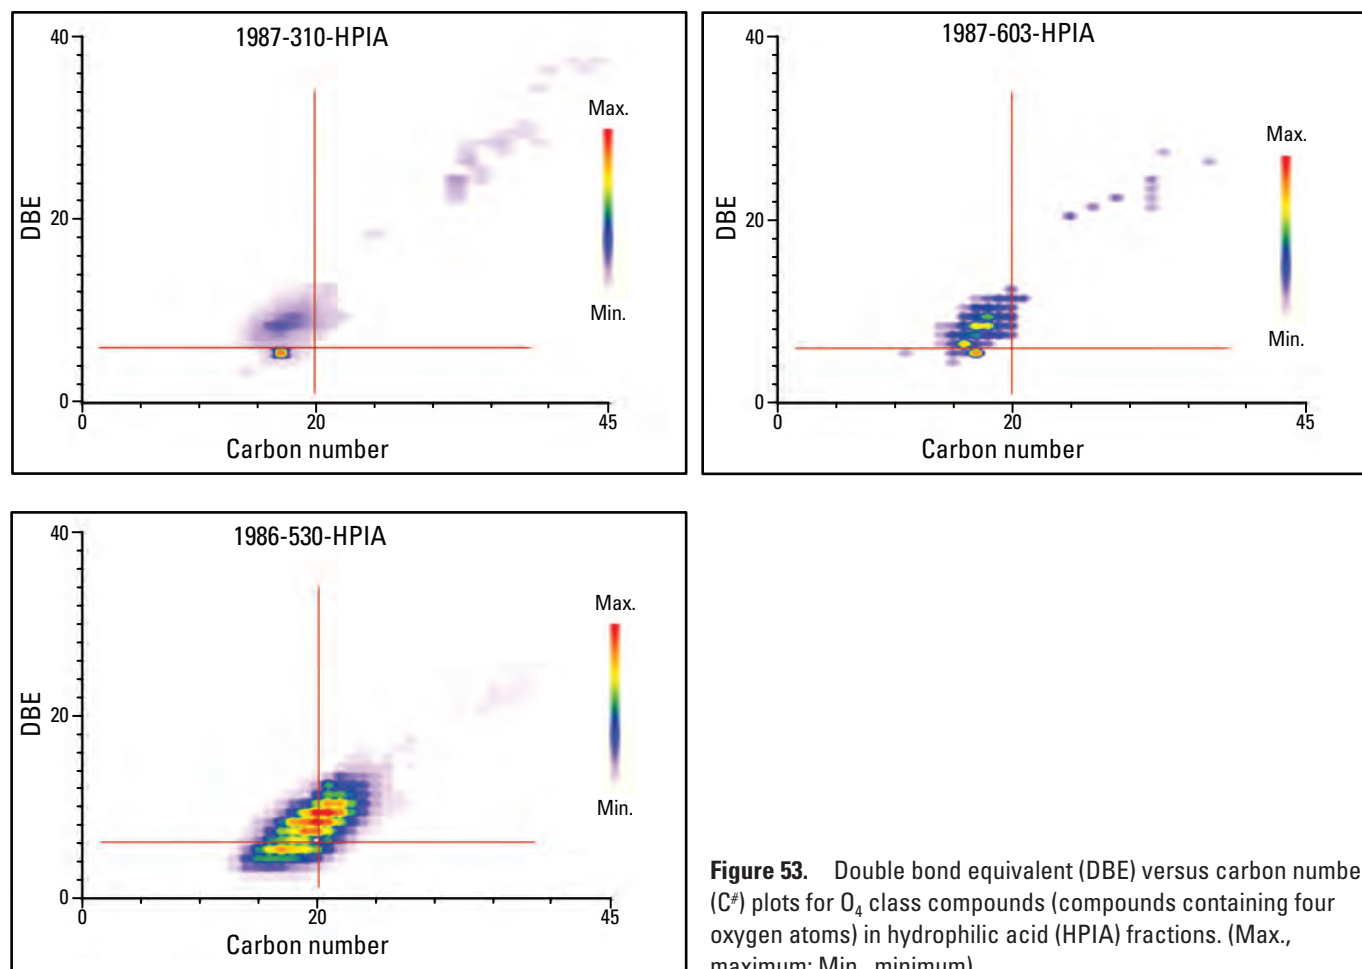 1987-310-HPIA
40
20
0
DBE
0
20
45
Carbon number
Max.
Min.
1987-603-HPIA
40
20
0
DBE
0
20
45
Carbon number
Max.
Min.
1986-530-HPIA
40
20
0
DBE
0
20
45
Carbon number
Max.
Min.
Figure 53. Double bond equivalent (DBE) versus carbon numbe
(C#) plots for O4 class compounds (compounds containing four
oxygen atoms) in hydrophilic acid (HPIA) fractions. (Max.,
maximum; Min., minimum)